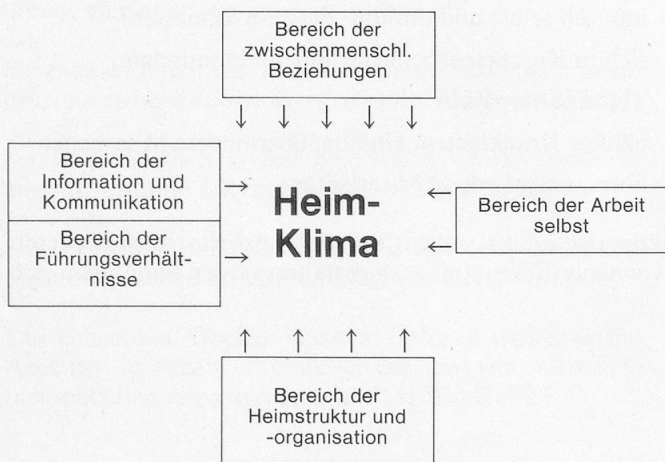 Bereich der
zwischenmenschl.
Beziehungen
Bereich der
Information und
Kommunikation
Bereich der
Führungsverhält-
nisse
Heim-
Klima
Bereich der Arbeit
selbst
Bereich der
Heimstruktur und
-organisation